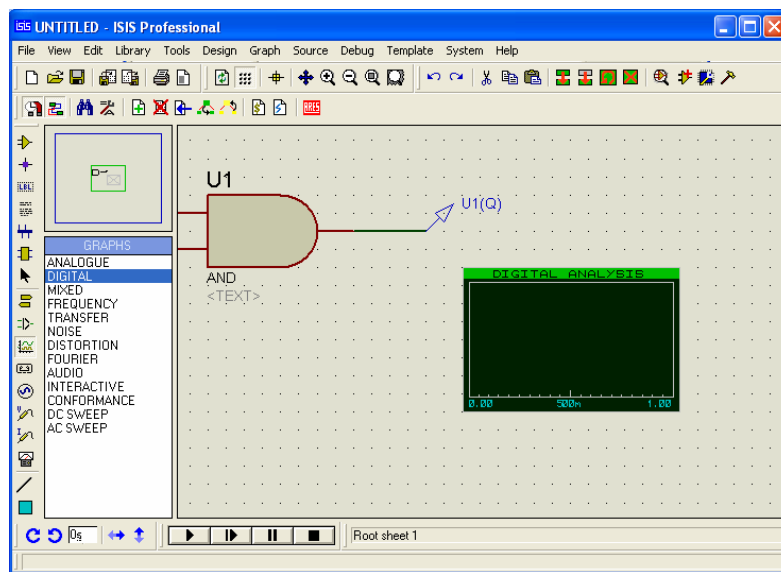 ISIS UNTITLED - ISIS Professional
File View Edit Library Tools Design Graph Source Debug Template System Help
LBL
U1
U1(Q)
AND
<TEXT>
GRAPHS
ANALOGUE
DIGITAL
MIXED
FREQUENCY
TRANSFER
NOISE
DISTORTION
FOURIER
AUDIO
INTERACTIVE
CONFORMANCE
DC SWEEP
AC SWEEP
DIGITAL ANALYSIS
0.00 500m 1.00
0s
Root sheet 1